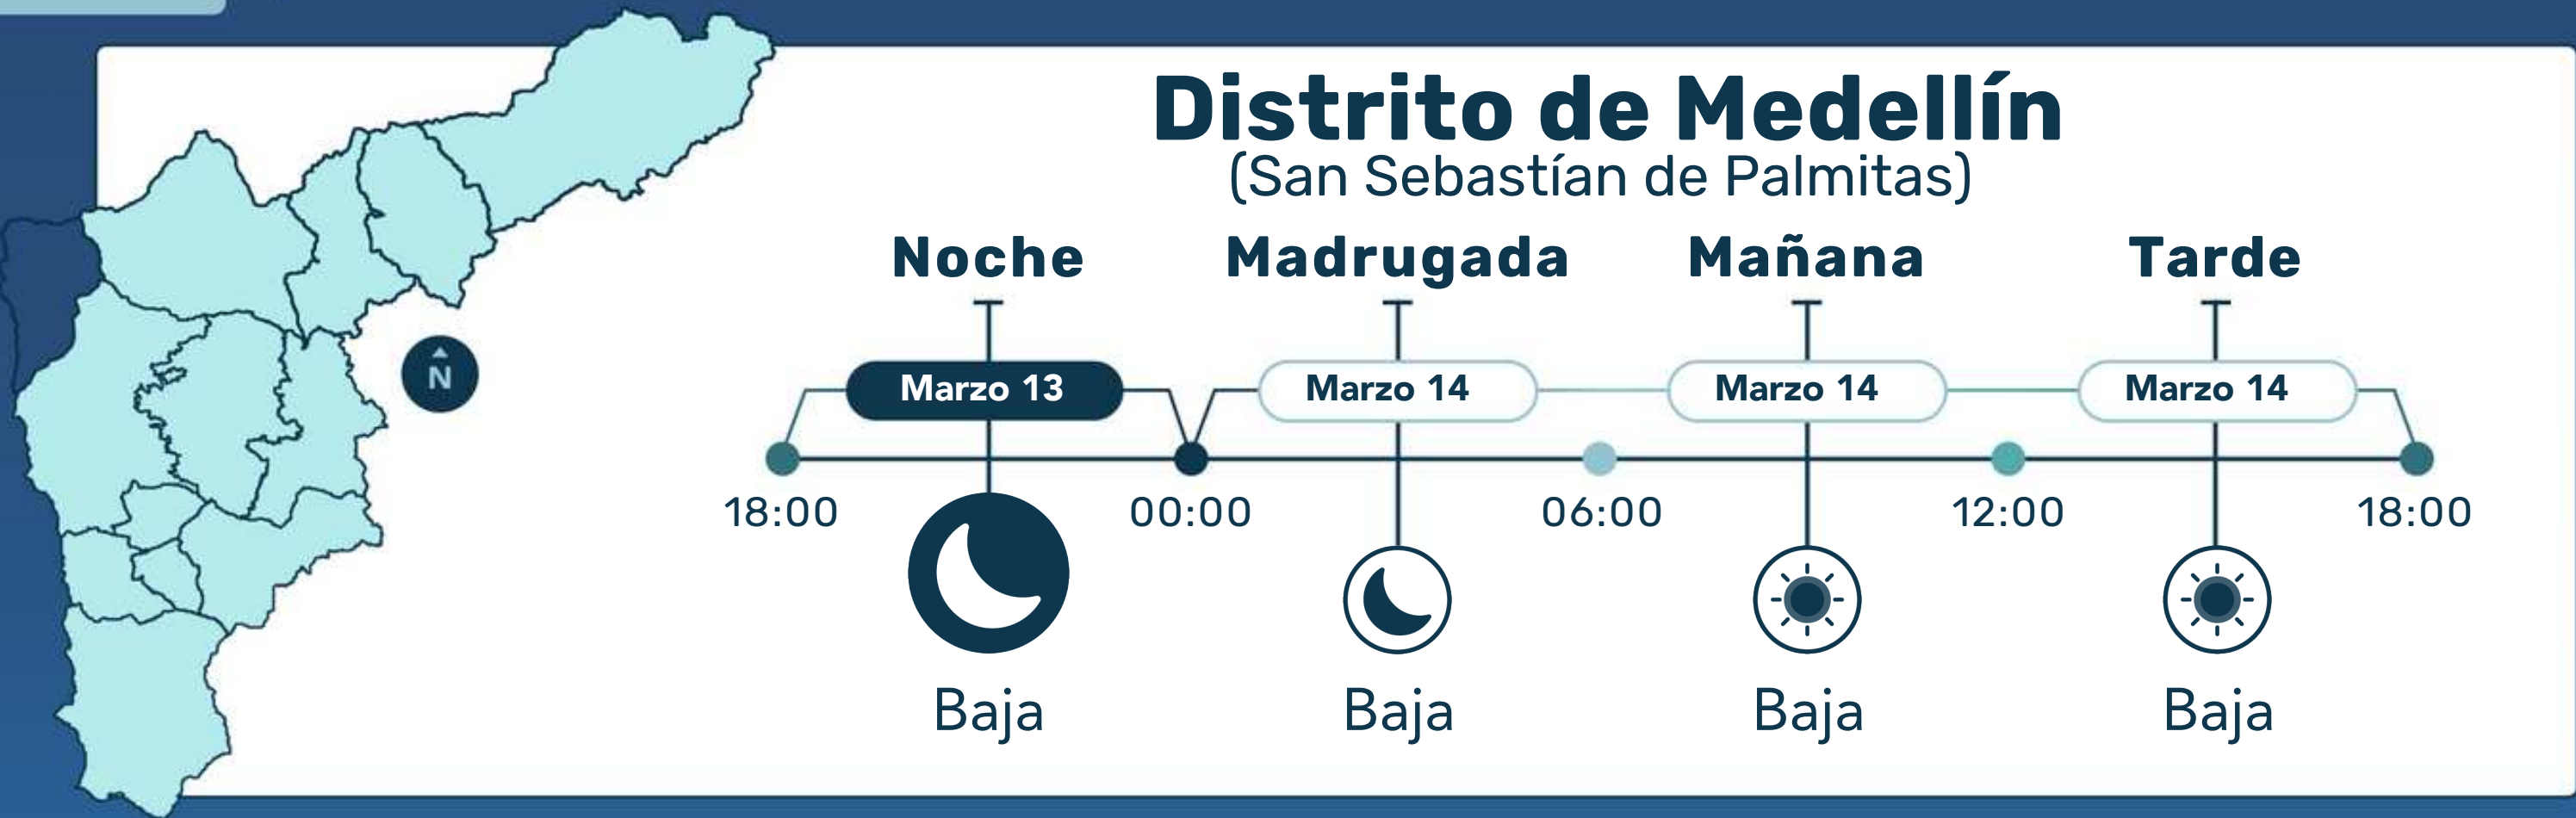 Distrito de Medellín
(San Sebastían de Palmitas)
Noche Madrugada Mañana Tarde
Marzo 13 Marzo 14 Marzo 14 Marzo 14
N
18:00 00:00 06:00 12:00 18:00
Baja Baja Baja Baja